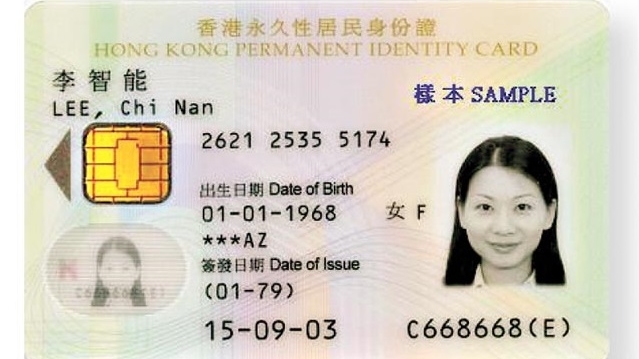 香港永久性居民身份證
HONG KONG PERMANENT IDENTITY CARD
李智能
LEE, Chi Nan
樣本 SAMPLE
2621 2535 5174
出生日期 Date of Birth
01-01-1968 女 F
***AZ
簽發日期 Date of Issue
(01-79)
15-09-03 C668668(E)